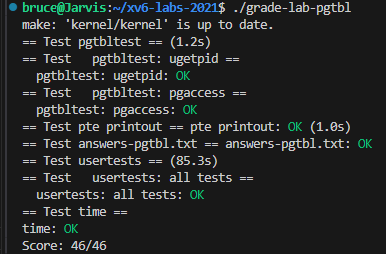 bruce@Jarvis:~/xv6-labs-2021$ ./grade-lab-pgtbl
make: 'kernel/kernel' is up to date.
== Test pgtbltest == (1.2s)
== Test   pgtbltest: ugetpid ==
  pgtbltest: ugetpid: OK
== Test   pgtbltest: pgaccess ==
  pgtbltest: pgaccess: OK
== Test pte printout == pte printout: OK (1.0s)
== Test answers-pgtbl.txt == answers-pgtbl.txt: OK
== Test usertests == (85.3s)
== Test   usertests: all tests ==
  usertests: all tests: OK
== Test time ==
time: OK
Score: 46/46